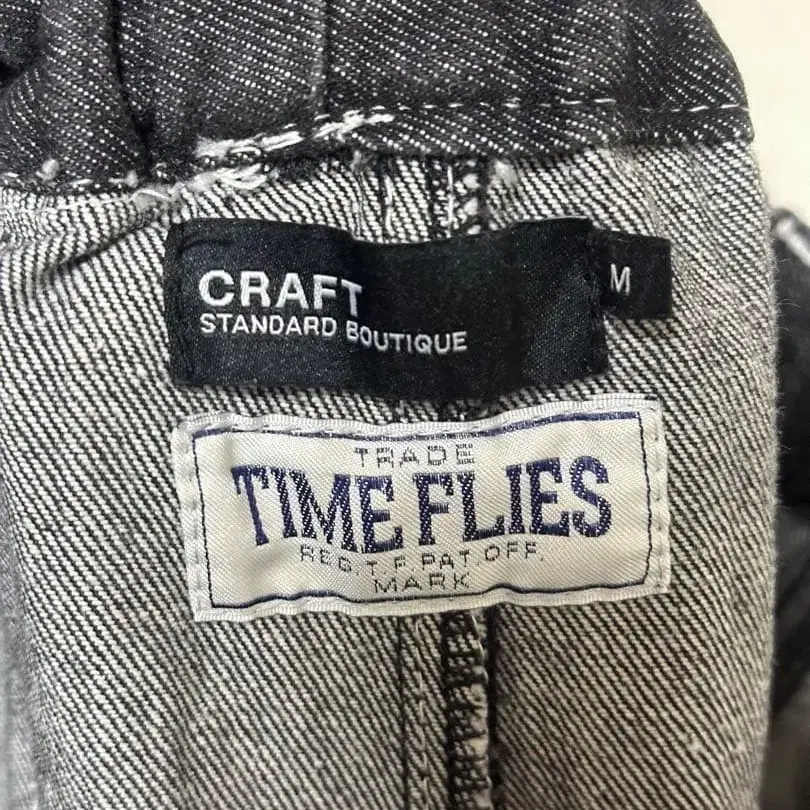 CRAFT
STANDARD BOUTIQUE
M
TRADE
TIME FLIES
REG.T.F.PAT.OFF.
MARK